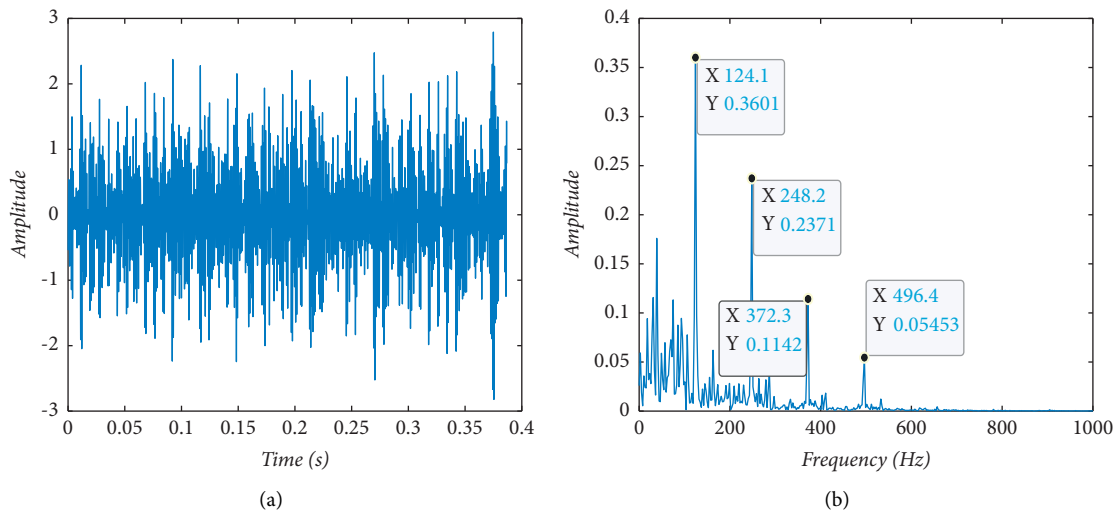 3
2
1
0
-1
-2
-3
Amplitude
0
0.05
0.1
0.15
0.2
0.25
0.3
0.35
0.4
Time (s)
(a)
0.4
0.35
0.3
0.25
0.2
0.15
0.1
0.05
0
Amplitude
X 124.1
Y 0.3601
X 248.2
Y 0.2371
X 372.3
Y 0.1142
X 496.4
Y 0.05453
0
200
400
600
800
1000
Frequency (Hz)
(b)